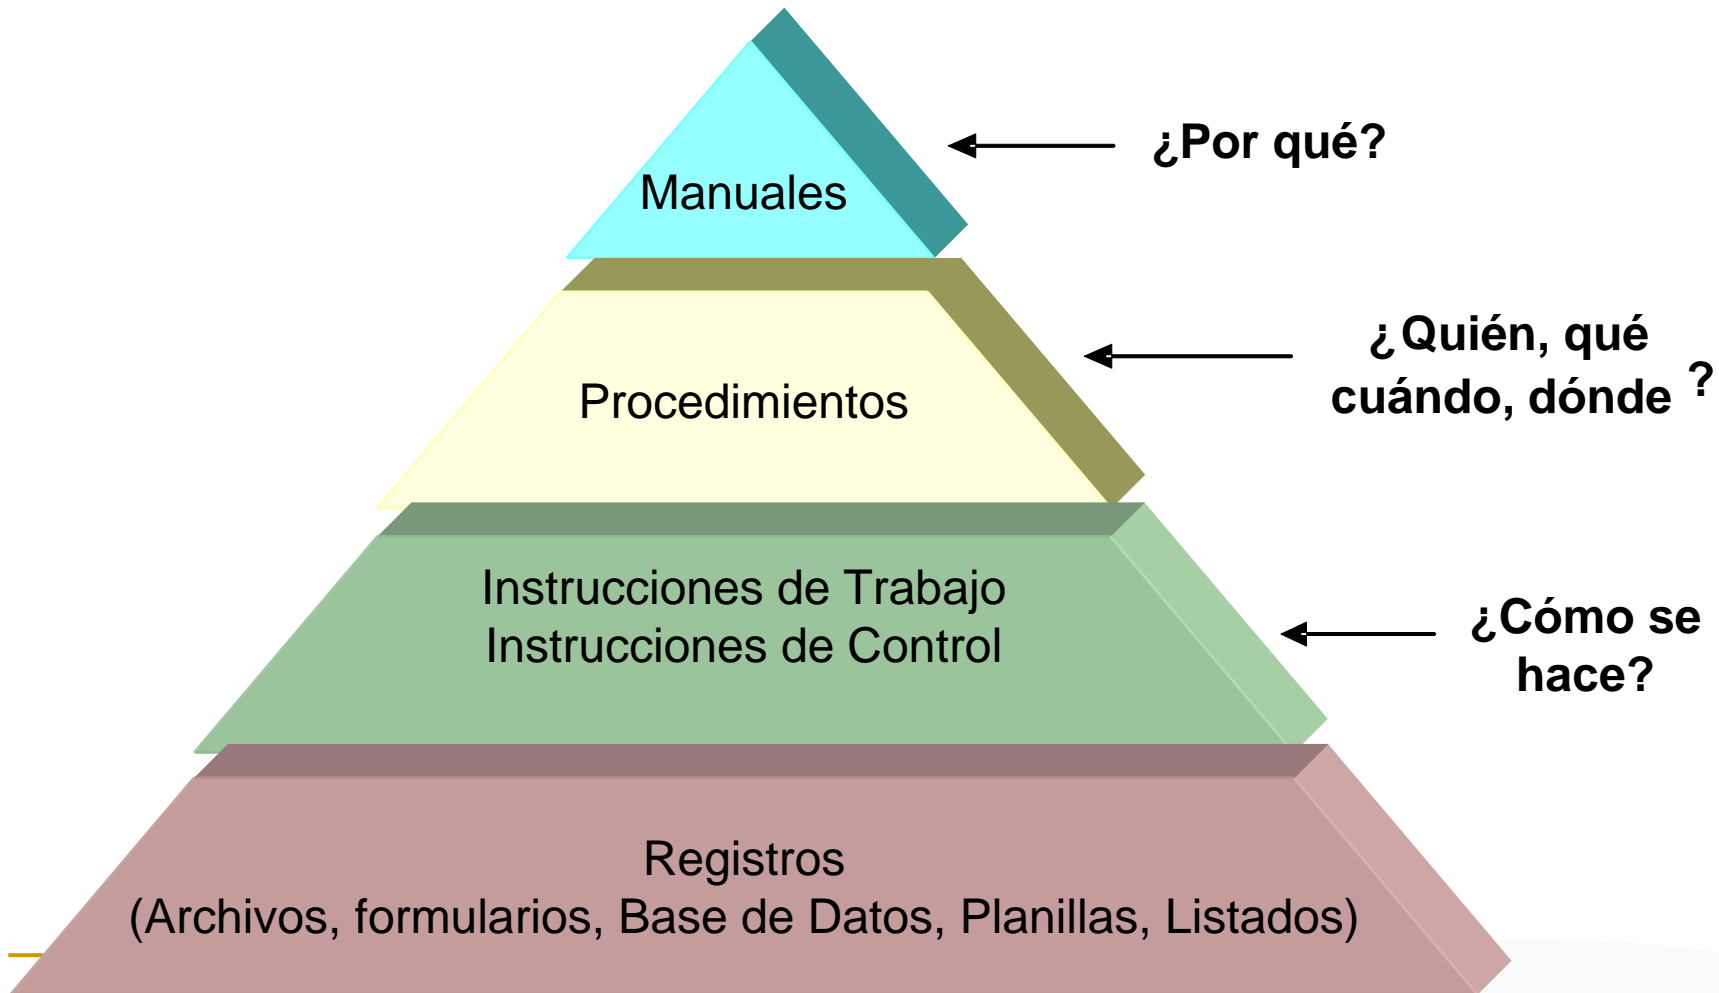 ¿Por qué?
Manuales
¿Quién, qué
cuándo, dónde ?
Procedimientos
Instrucciones de Trabajo
Instrucciones de Control
¿Cómo se
hace?
Registros
(Archivos, formularios, Base de Datos, Planillas, Listados)